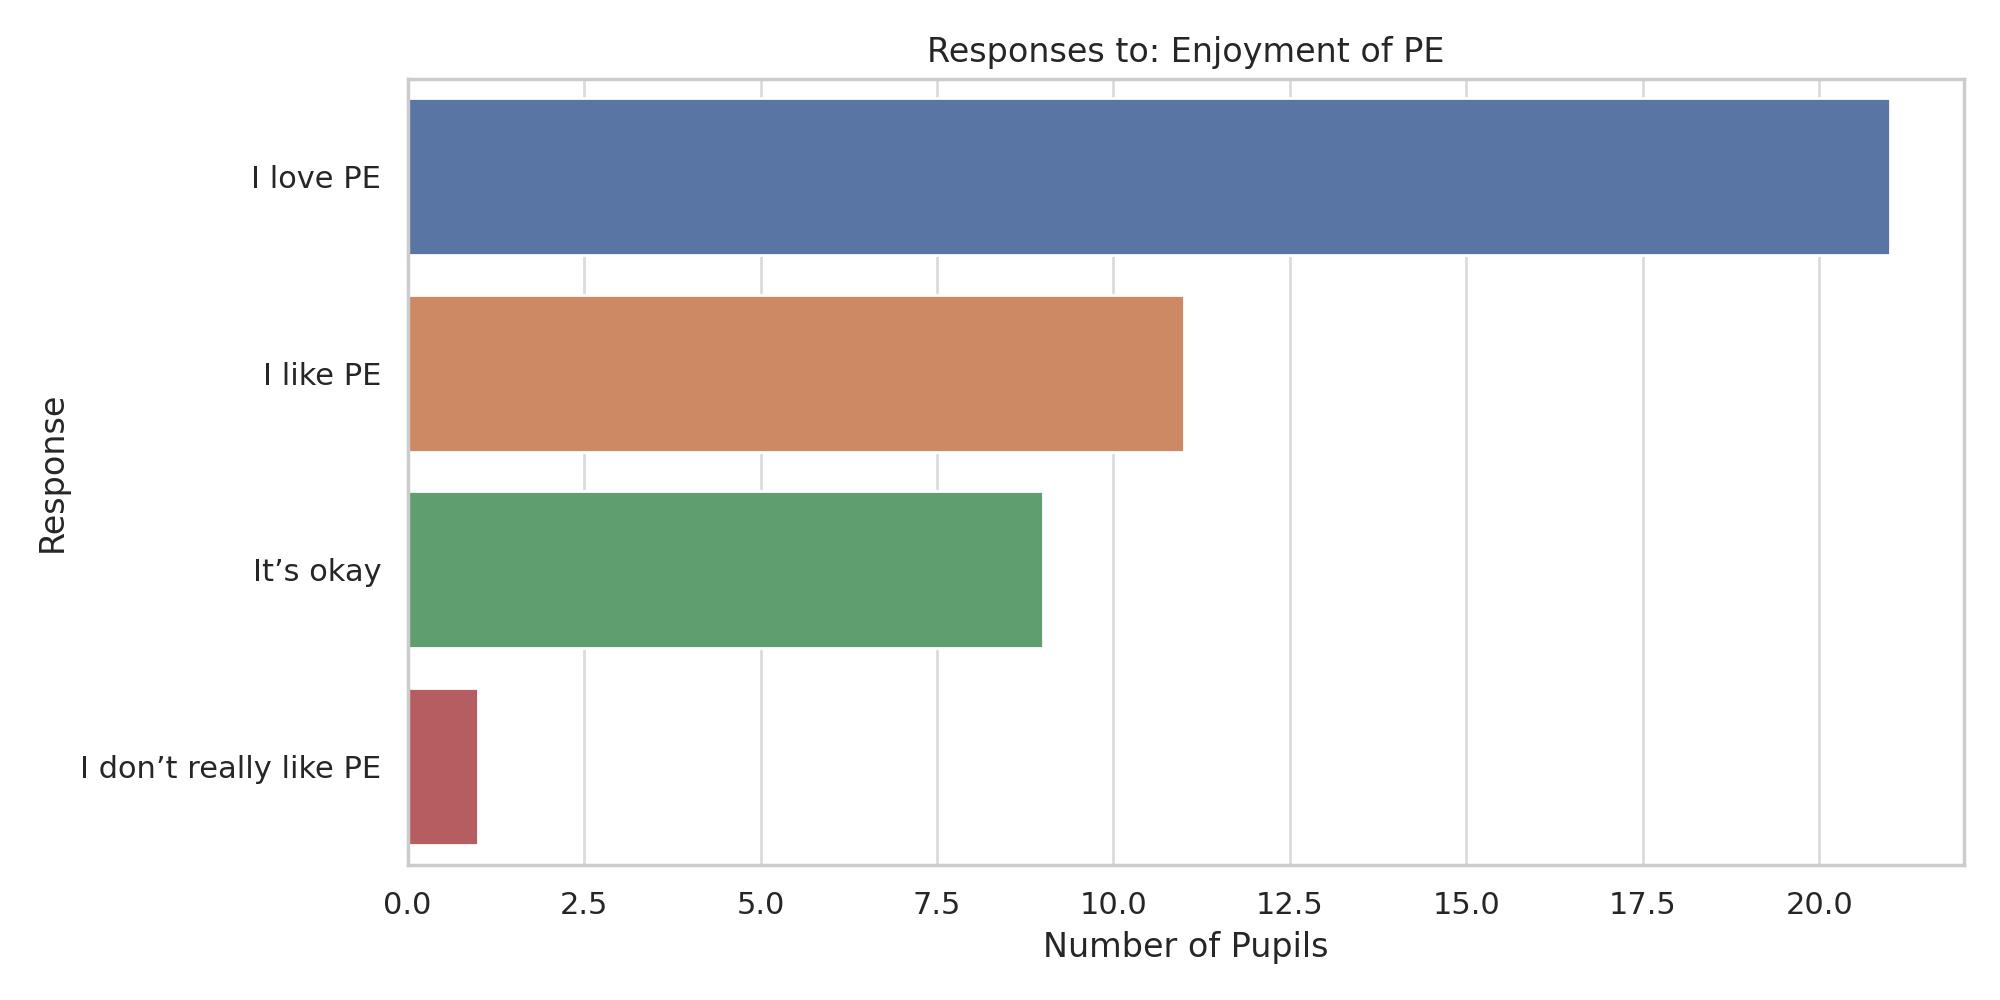 Responses to: Enjoyment of PE
I love PE
I like PE
It’s okay
I don’t really like PE
Response
0.0 2.5 5.0 7.5 10.0 12.5 15.0 17.5 20.0
Number of Pupils